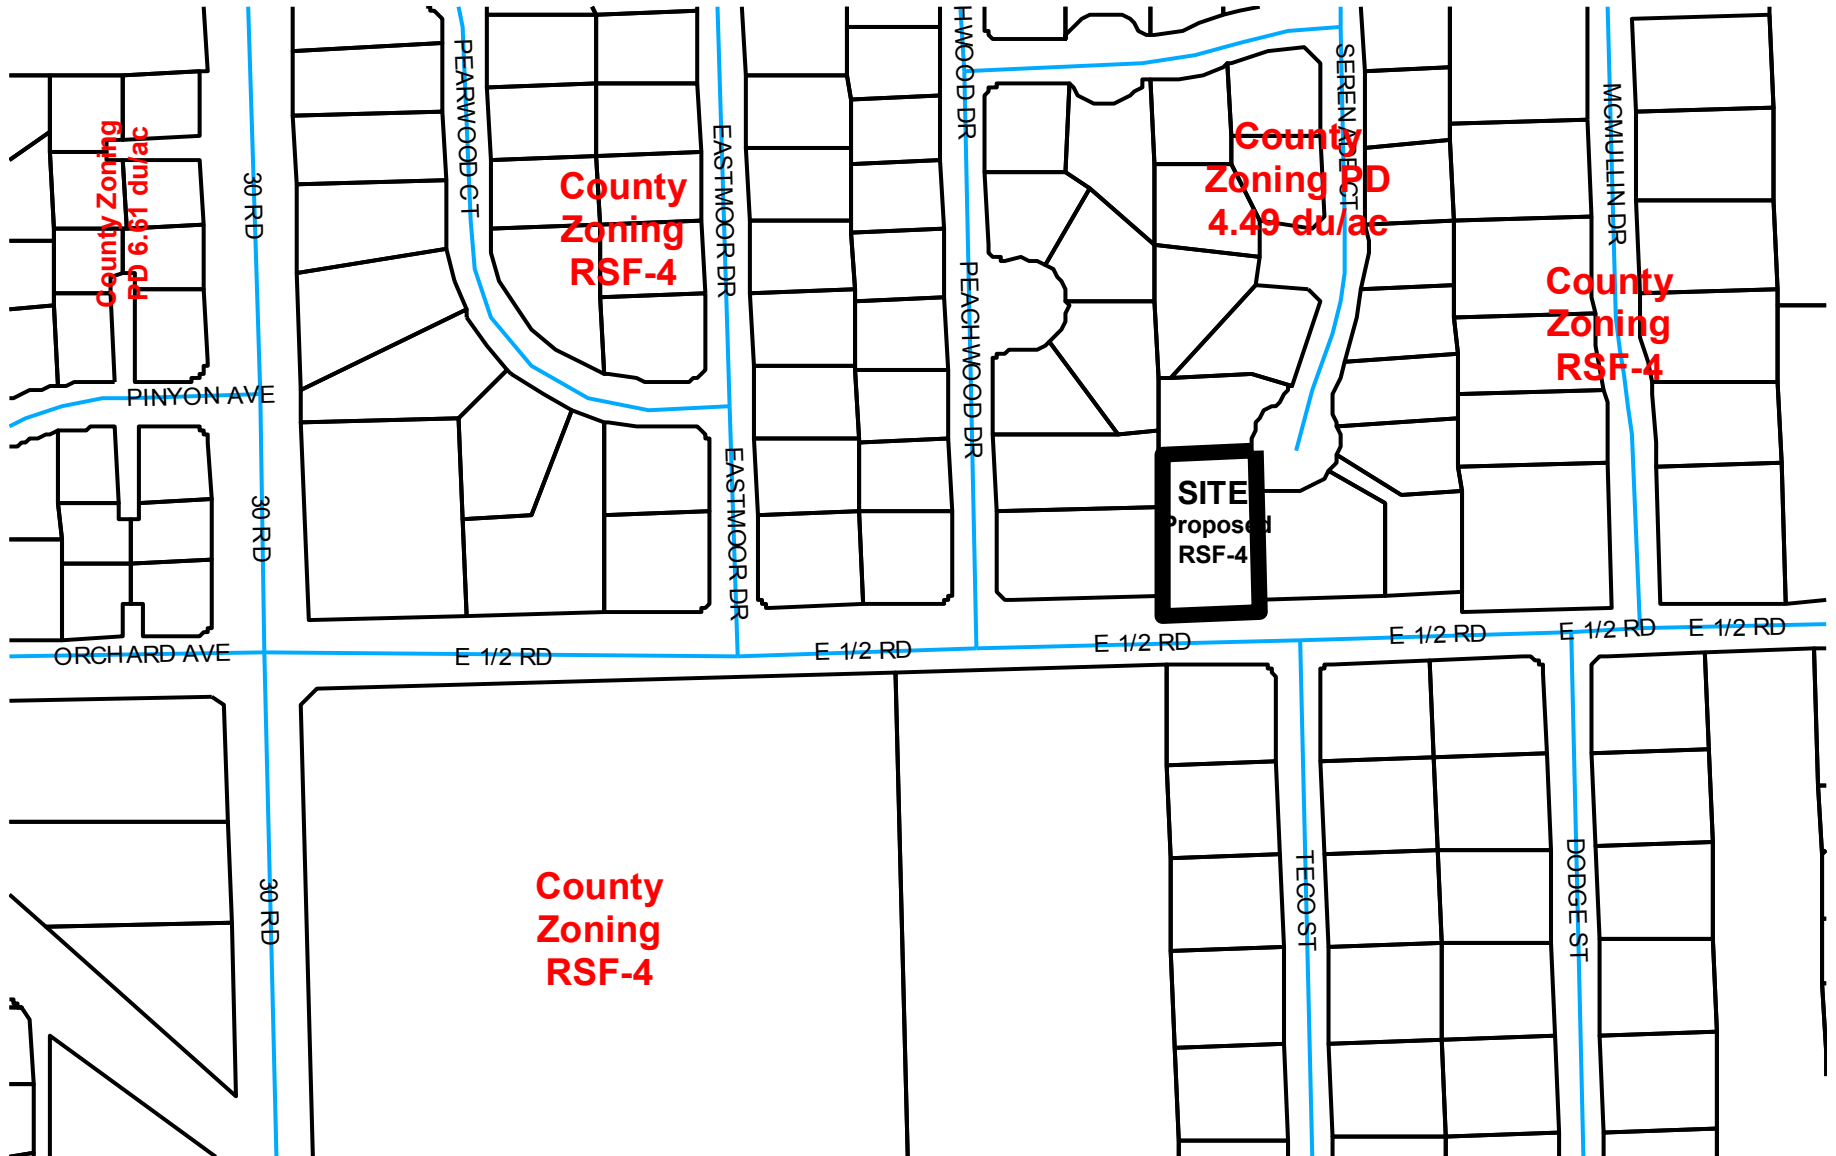 HWOOD DR
PEARWOOD CT
SERENADE CT
MCMULLIN DR
County Zoning
PD 6.61 du/ac
30 RD
County
Zoning
RSF-4
EASTMOOR DR
County
Zoning PD
4.49 du/ac
PEACHWOOD DR
County
Zoning
RSF-4
PINYON AVE
30 RD
EASTMOOR DR
SITE
Proposed
RSF-4
ORCHARD AVE
E 1/2 RD
E 1/2 RD
E 1/2 RD
E 1/2 RD
E 1/2 RD
E 1/2 RD
30 RD
County
Zoning
RSF-4
TECO ST
DODGE ST